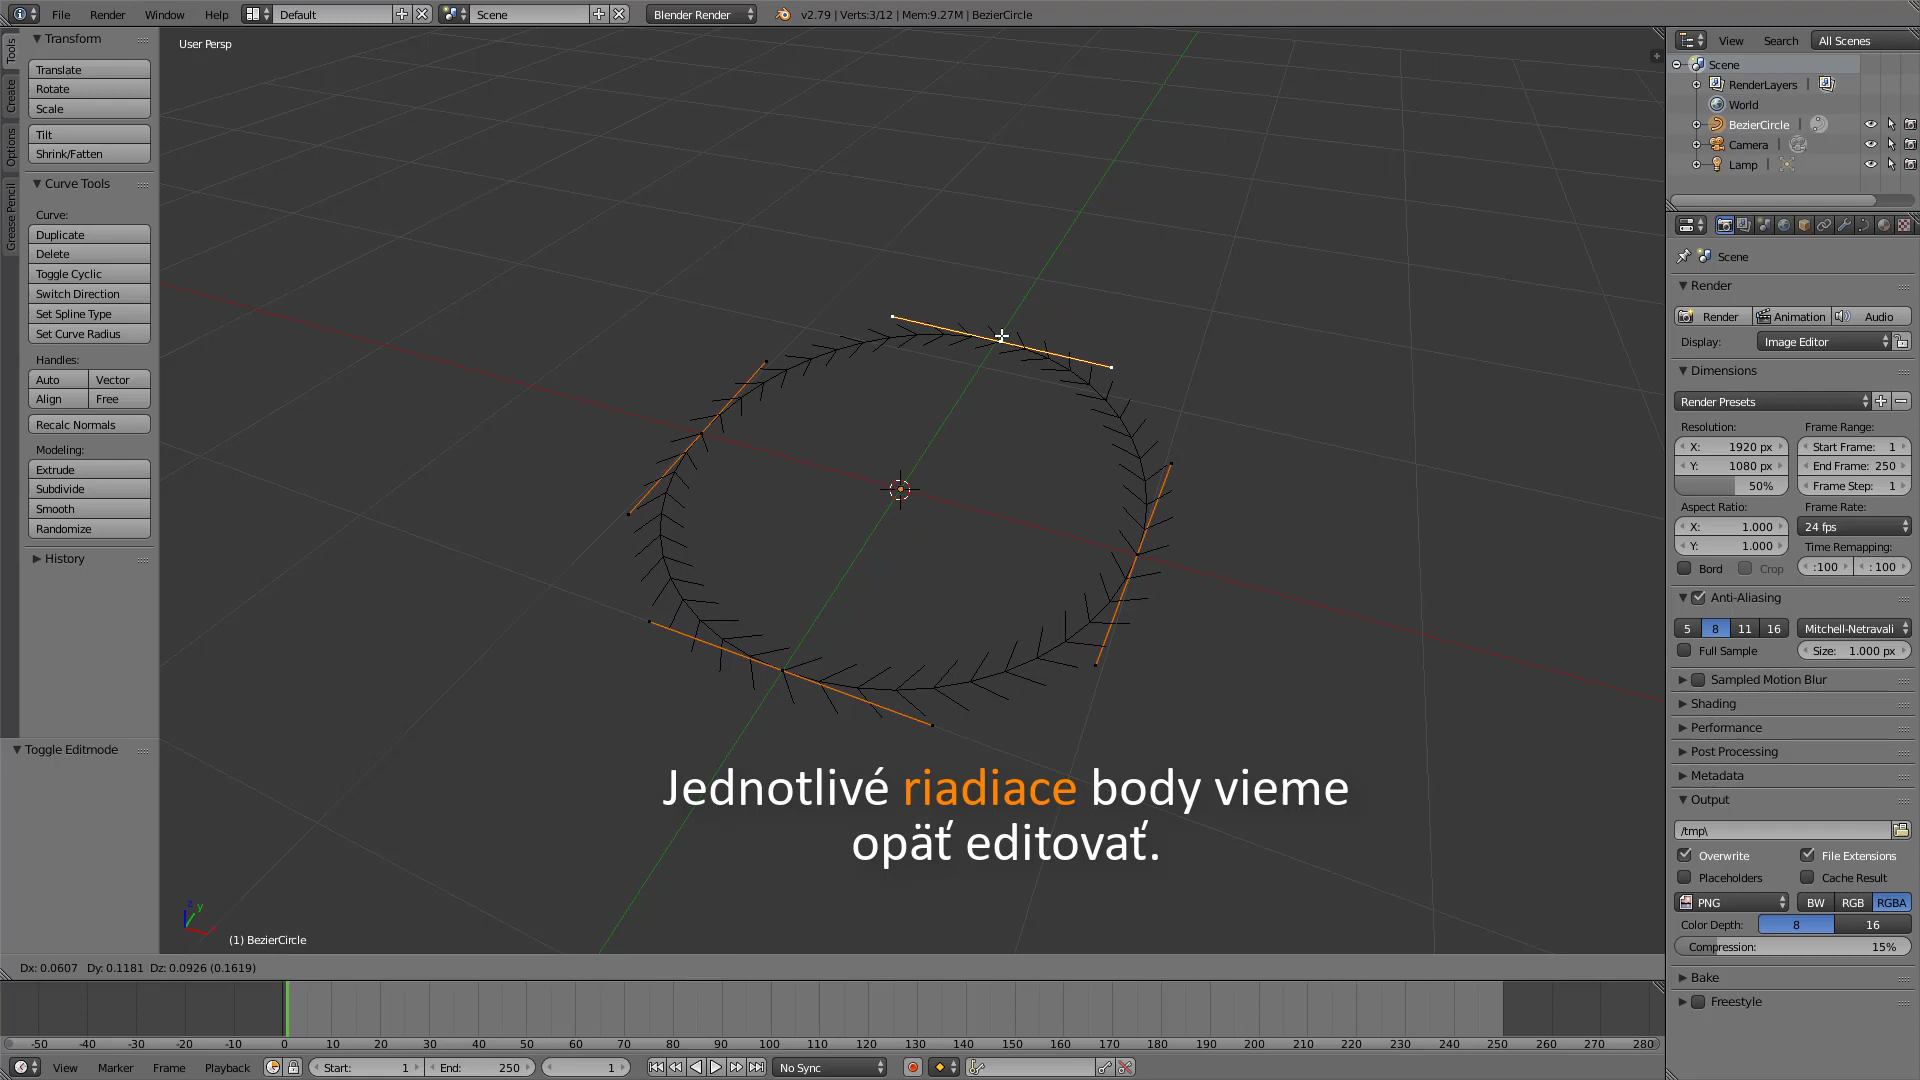 File Render Window Help Default Scene Blender Render v2.79 | Verts:3/12 | Mem:9.27M | BezierCircle
Tools
Create
Options
Grease Pencil
Transform
Translate
Rotate
Scale
Tilt
Shrink/Fatten
Curve Tools
Curve:
Duplicate
Delete
Toggle Cyclic
Switch Direction
Set Spline Type
Set Curve Radius
Handles:
Auto Vector
Align Free
Recalc Normals
Modeling:
Extrude
Subdivide
Smooth
Randomize
History
Toggle Editmode
User Persp
Jednotlivé riadiace body vieme
opäť editovať.
z y
(1) BezierCircle
Dx: 0.0607 Dy: 0.1181 Dz: 0.0926 (0.1619)
-50 -40 -30 -20 -10 0 10 20 30 40 50 60 70 80 90 100 110 120 130 140 150 160 170 180 190 200 210 220 230 240 250 260 270 280
View Marker Frame Playback Start: 1 End: 250 1 No Sync
View Search All Scenes
Scene
RenderLayers |
World
BezierCircle |
Camera |
Lamp |
Scene
Render
Render Animation Audio
Display: Image Editor
Dimensions
Render Presets
Resolution: Frame Range:
X: 1920 px Start Frame: 1
Y: 1080 px End Frame: 250
50% Frame Step: 1
Aspect Ratio: Frame Rate:
X: 1.000 24 fps
Y: 1.000 Time Remapping:
Bord Crop :100 : 100
Anti-Aliasing
5 8 11 16 Mitchell-Netravali
Full Sample Size: 1.000 px
Sampled Motion Blur
Shading
Performance
Post Processing
Metadata
Output
/tmp\
Overwrite File Extensions
Placeholders Cache Result
PNG BW RGB RGBA
Color Depth: 8 16
Compression: 15%
Bake
Freestyle